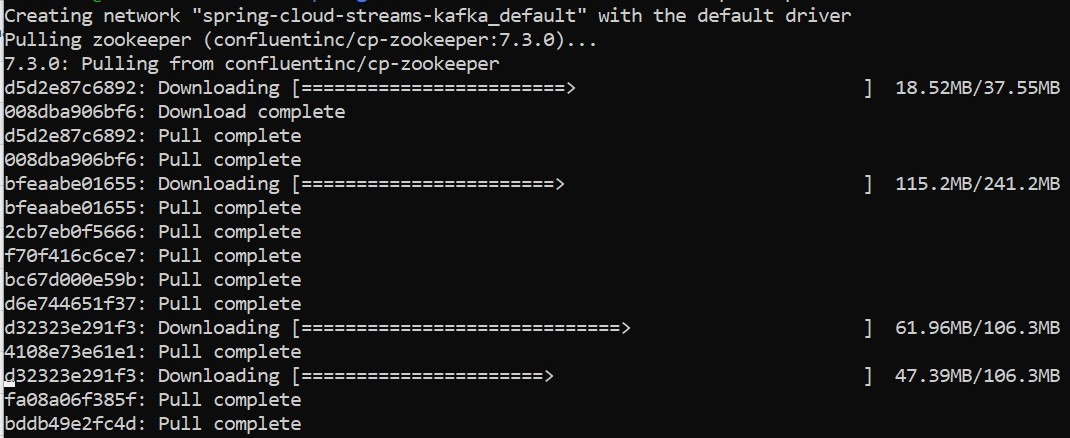 Creating network "spring-cloud-streams-kafka_default" with the default driver
Pulling zookeeper (confluentinc/cp-zookeeper:7.3.0)...
7.3.0: Pulling from confluentinc/cp-zookeeper
d5d2e87c6892: Downloading [========================>                          ]  18.52MB/37.55MB
008dba906bf6: Download complete
d5d2e87c6892: Pull complete
008dba906bf6: Pull complete
bfeaabe01655: Downloading [=======================>                           ]  115.2MB/241.2MB
bfeaabe01655: Pull complete
2cb7eb0f5666: Pull complete
f70f416c6ce7: Pull complete
bc67d000e59b: Pull complete
d6e744651f37: Pull complete
d32323e291f3: Downloading [=============================>                     ]  61.96MB/106.3MB
4108e73e61e1: Pull complete
d32323e291f3: Downloading [======================>                            ]  47.39MB/106.3MB
fa08a06f385f: Pull complete
bddb49e2fc4d: Pull complete